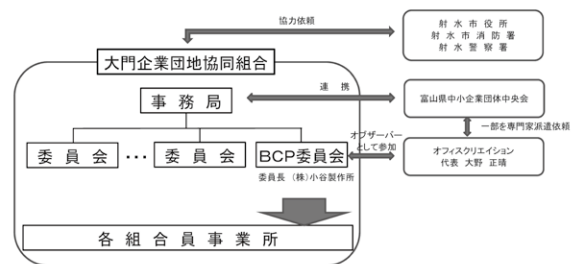 協力依頼
射水市役所
射水市消防署
射水警察署
大門企業団地協同組合
連 携
事務局
富山県中小企業団体中央会
一部を専門家派遣依頼
委員会
・・・
委員会
BCP委員会
オブザーバー
として参加
オフィスクリエイション
代表 大野 正晴
委員長 (株)小谷製作所
各組合員事業所